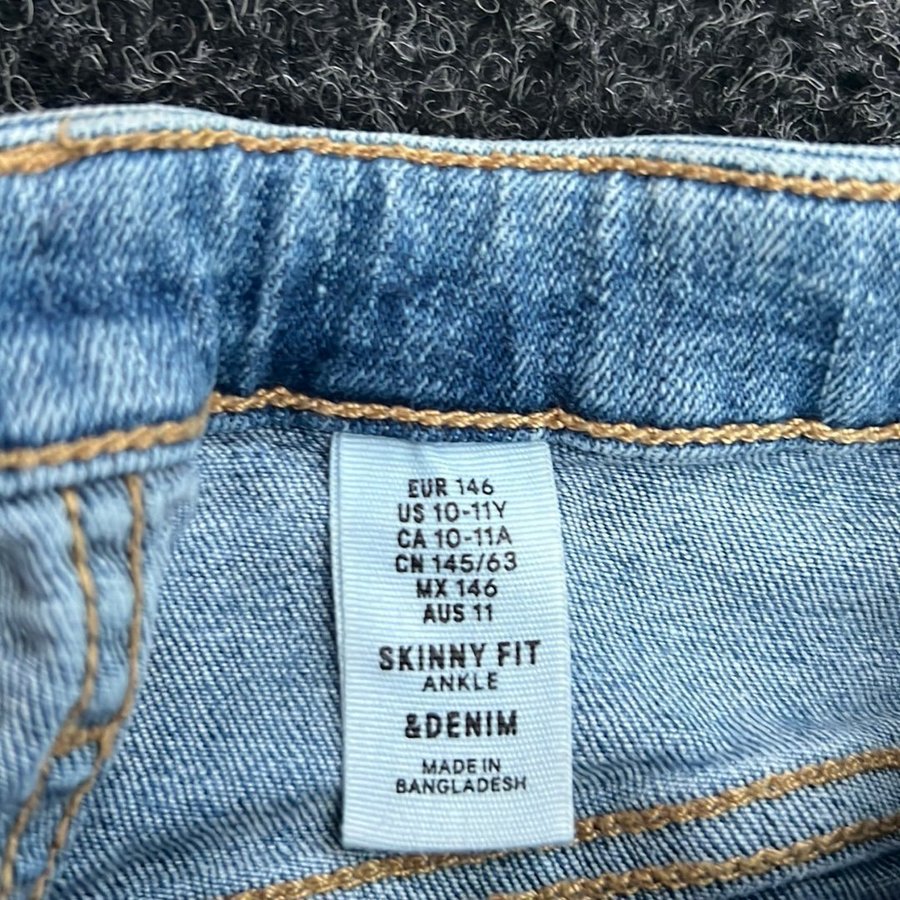 EUR 146
US 10-11Y
CA 10-11A
CN 145/63
MX 146
AUS 11
SKINNY FIT
ANKLE
&DENIM
MADE IN
BANGLADESH